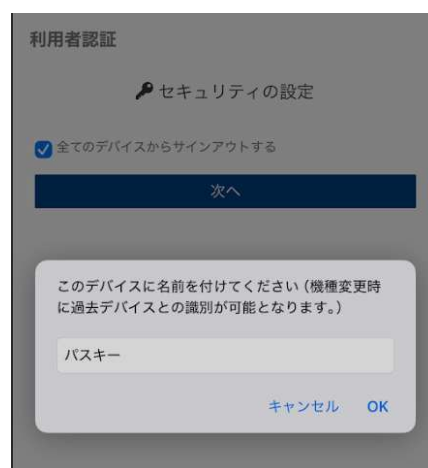 利用者認証
セキュリティの設定
全てのデバイスからサインアウトする
次へ
このデバイスに名前を付けてください（機種変更時
に過去デバイスとの識別が可能となります。）
パスキー
キャンセル OK